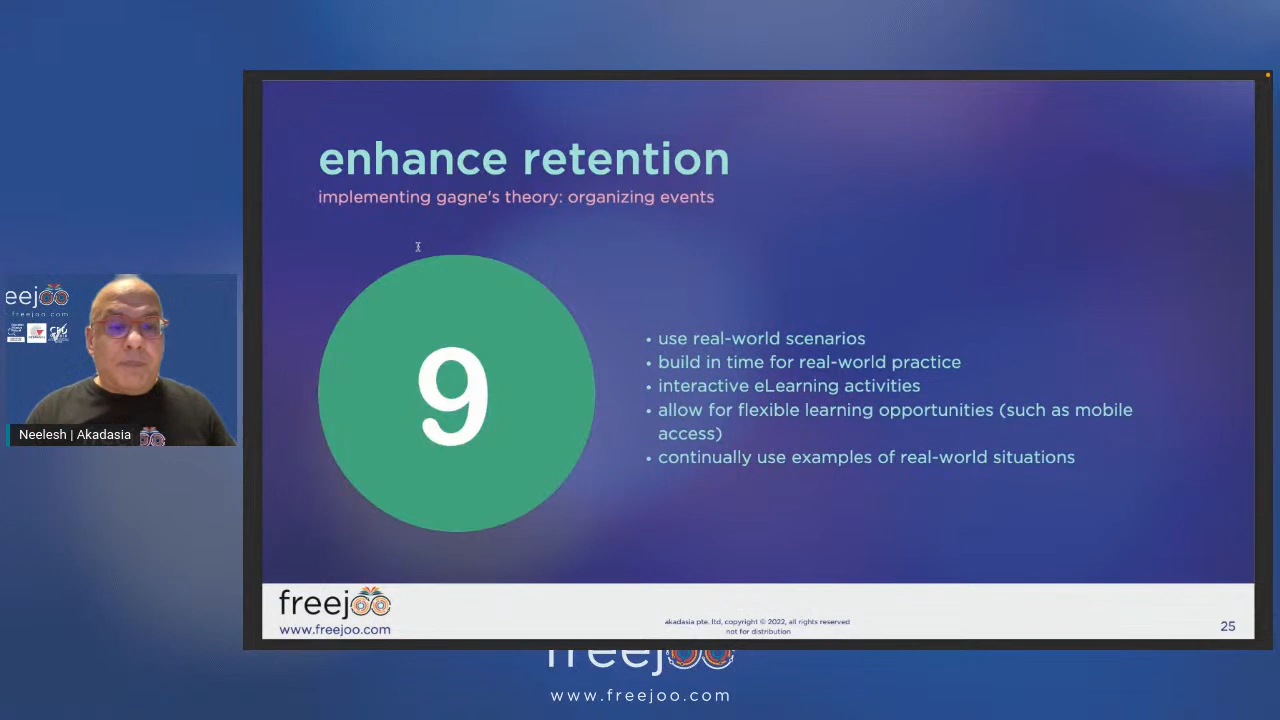 enhance retention
implementing gagne's theory: organizing events
9
• use real-world scenarios
• build in time for real-world practice
• interactive eLearning activities
• allow for flexible learning opportunities (such as mobile
access)
• continually use examples of real-world situations
eejoo
freejoo.com
Neelesh | Akadasia
freejoo
www.freejoo.com
akadasia pte. ltd, copyright © 2022, all rights reserved
not for distribution
25
freejoo
www.freejoo.com